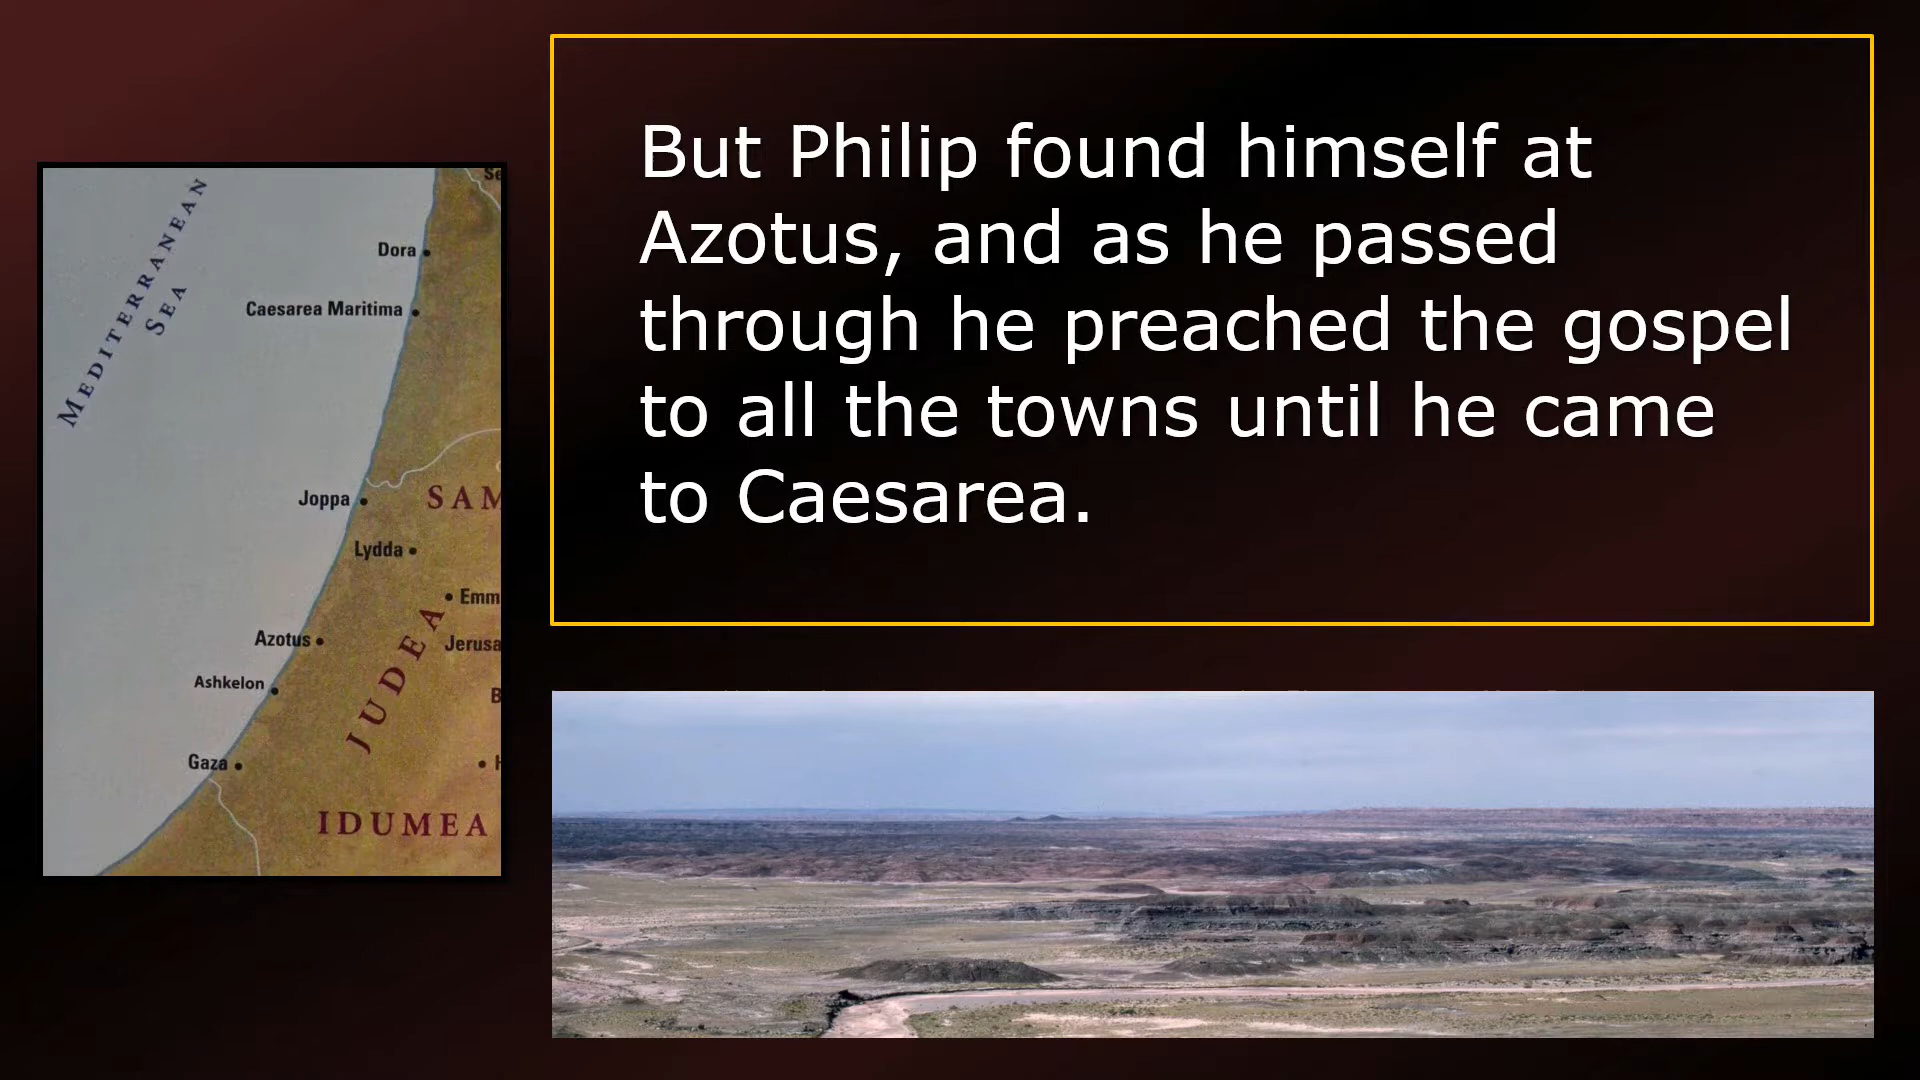 But Philip found himself at
Azotus, and as he passed
through he preached the gospel
to all the towns until he came
to Caesarea.
MEDITERRANEAN
SEA
Se
Dora
Caesarea Maritima
Joppa
SAM
Lydda
Emm
JUDEA
Azotus
Jerusa
Ashkelon
B
Gaza
H
IDUMEA